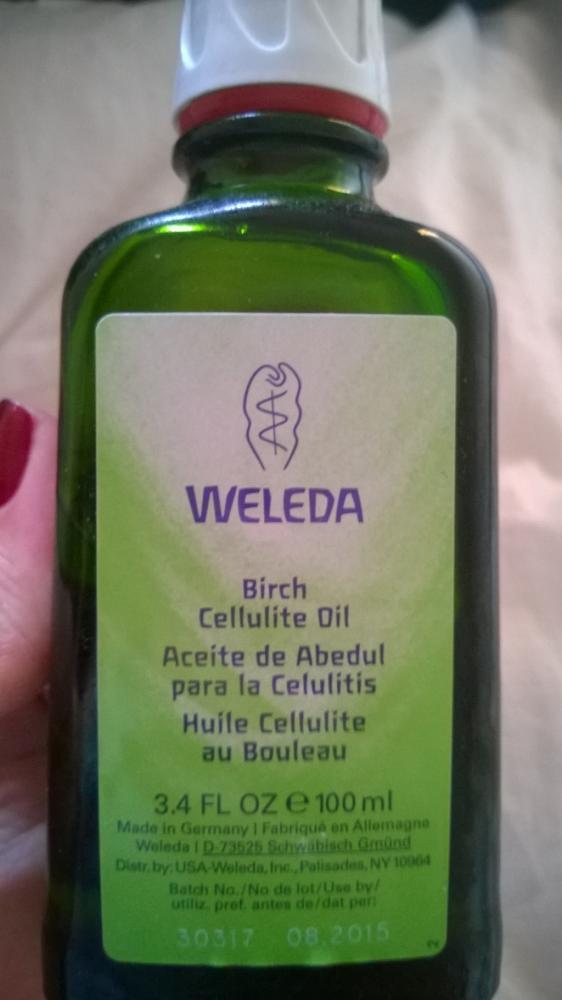 WELEDA
Birch
Cellulite Oil
Aceite de Abedul
para la Celulitis
Huile Cellulite
au Bouleau
3.4 FL OZ ℮ 100 ml
Made in Germany | Fabriqué en Allemagne
Weleda | D-73525 Schwäbisch Gmünd
Distr. by: USA-Weleda, Inc., Palisades, NY 10964
Batch No./No de lot/Use by/
utiliz. pref. antes de/dat per:
30317 08.2015